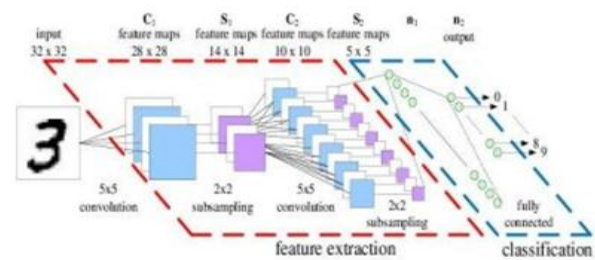 C₁ S₁ C₂ S₂ n₁ n₂
input feature maps feature maps feature maps feature maps output
32 x 32 28 x 28 14 x 14 10 x 10 5 x 5
3
0
1
8
9
5x5 2x2 5x5 2x2 fully
convolution subsampling convolution subsampling connected
feature extraction classification